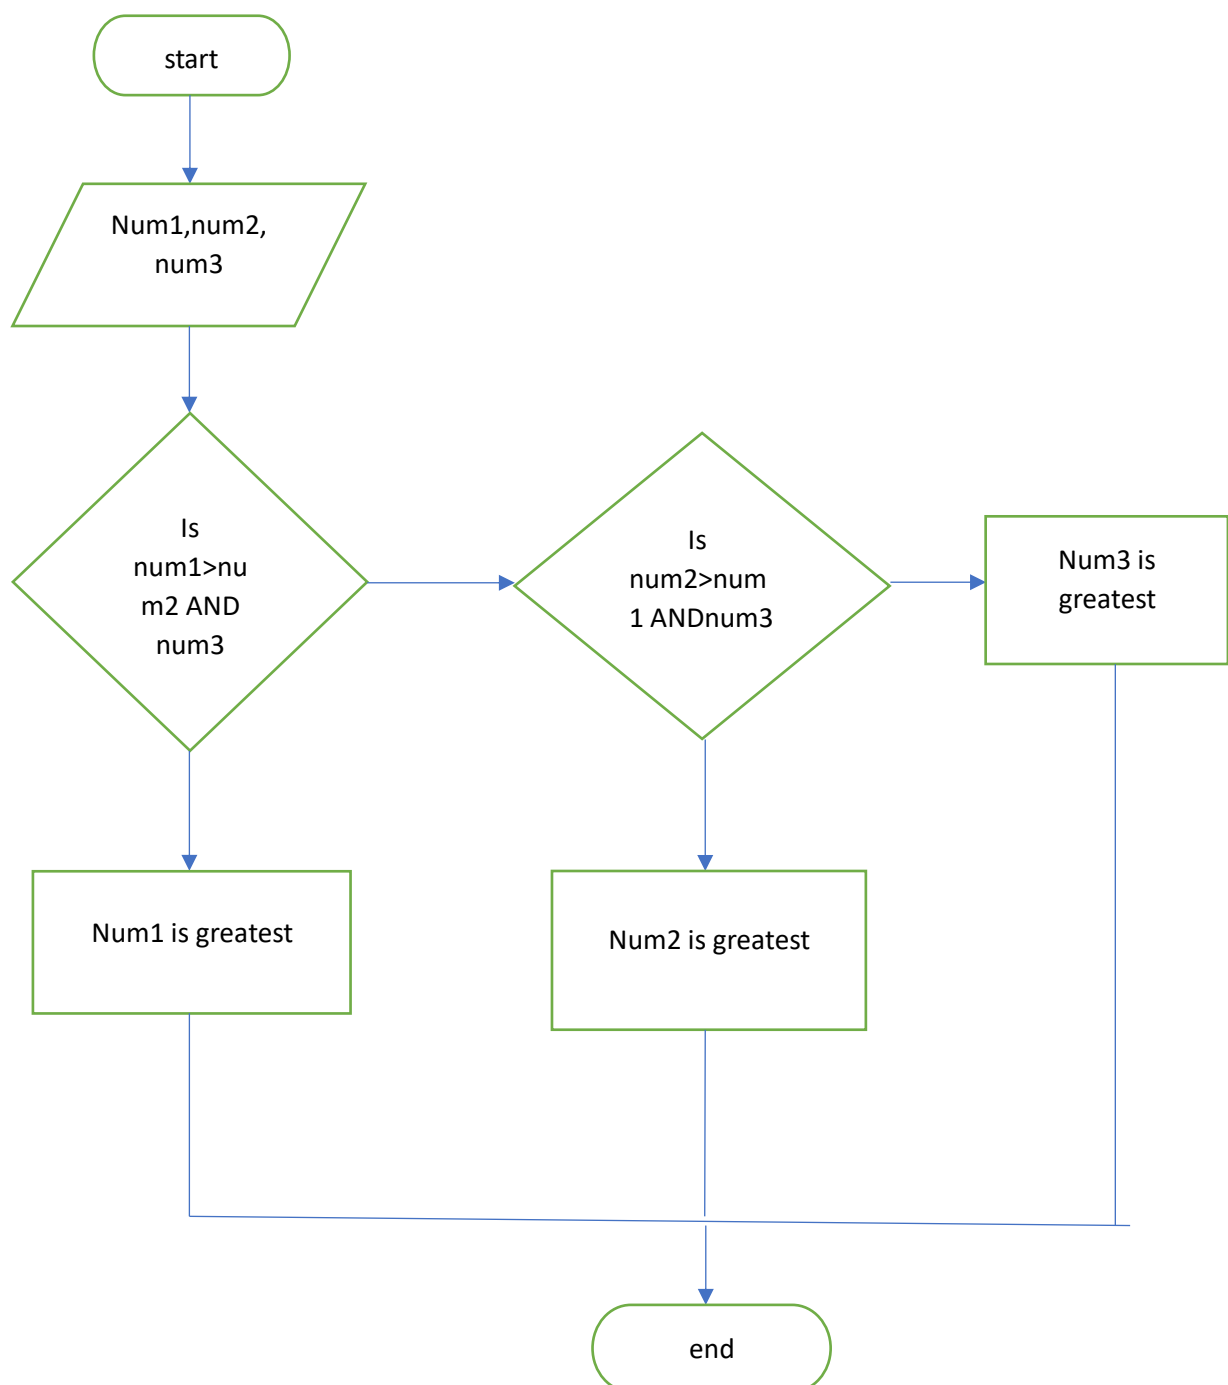 start
Num1,num2,
num3
Is
num1>nu
m2 AND
num3
Is
num2>num
1 ANDnum3
Num3 is
greatest
Num1 is greatest
Num2 is greatest
end